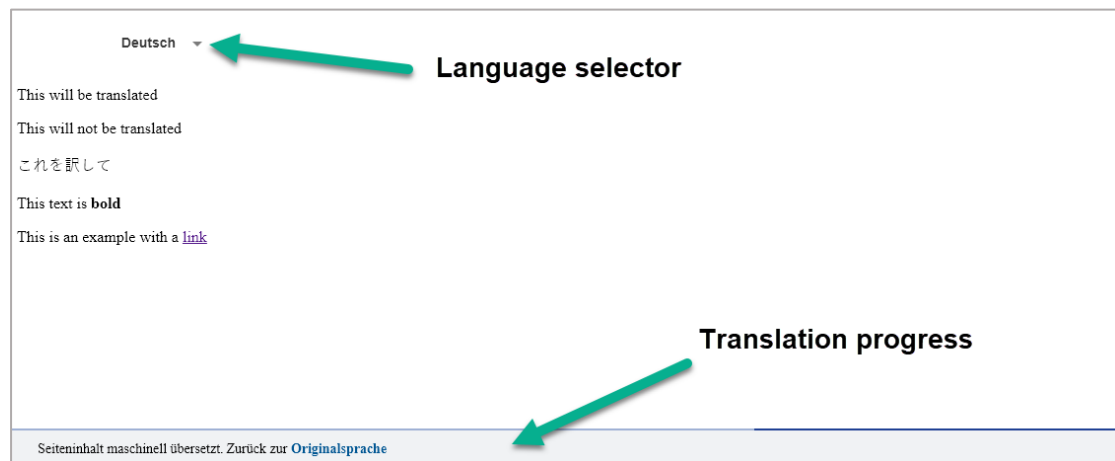 Deutsch
Language selector
This will be translated
This will not be translated
これを訳して
This text is bold
This is an example with a link
Translation progress
Seiteninhalt maschinell übersetzt. Zurück zur Originalsprache